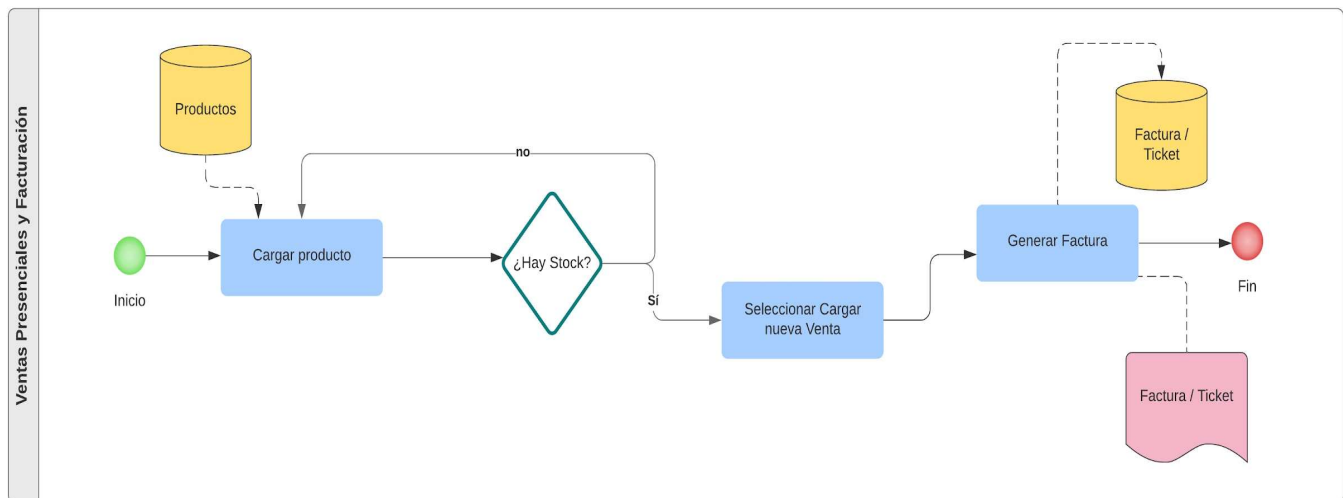 Ventas Presenciales y Facturación
Productos
Factura /
Ticket
no
Cargar producto
¿Hay Stock?
Generar Factura
Inicio
Sí
Seleccionar Cargar
nueva Venta
Fin
Factura / Ticket